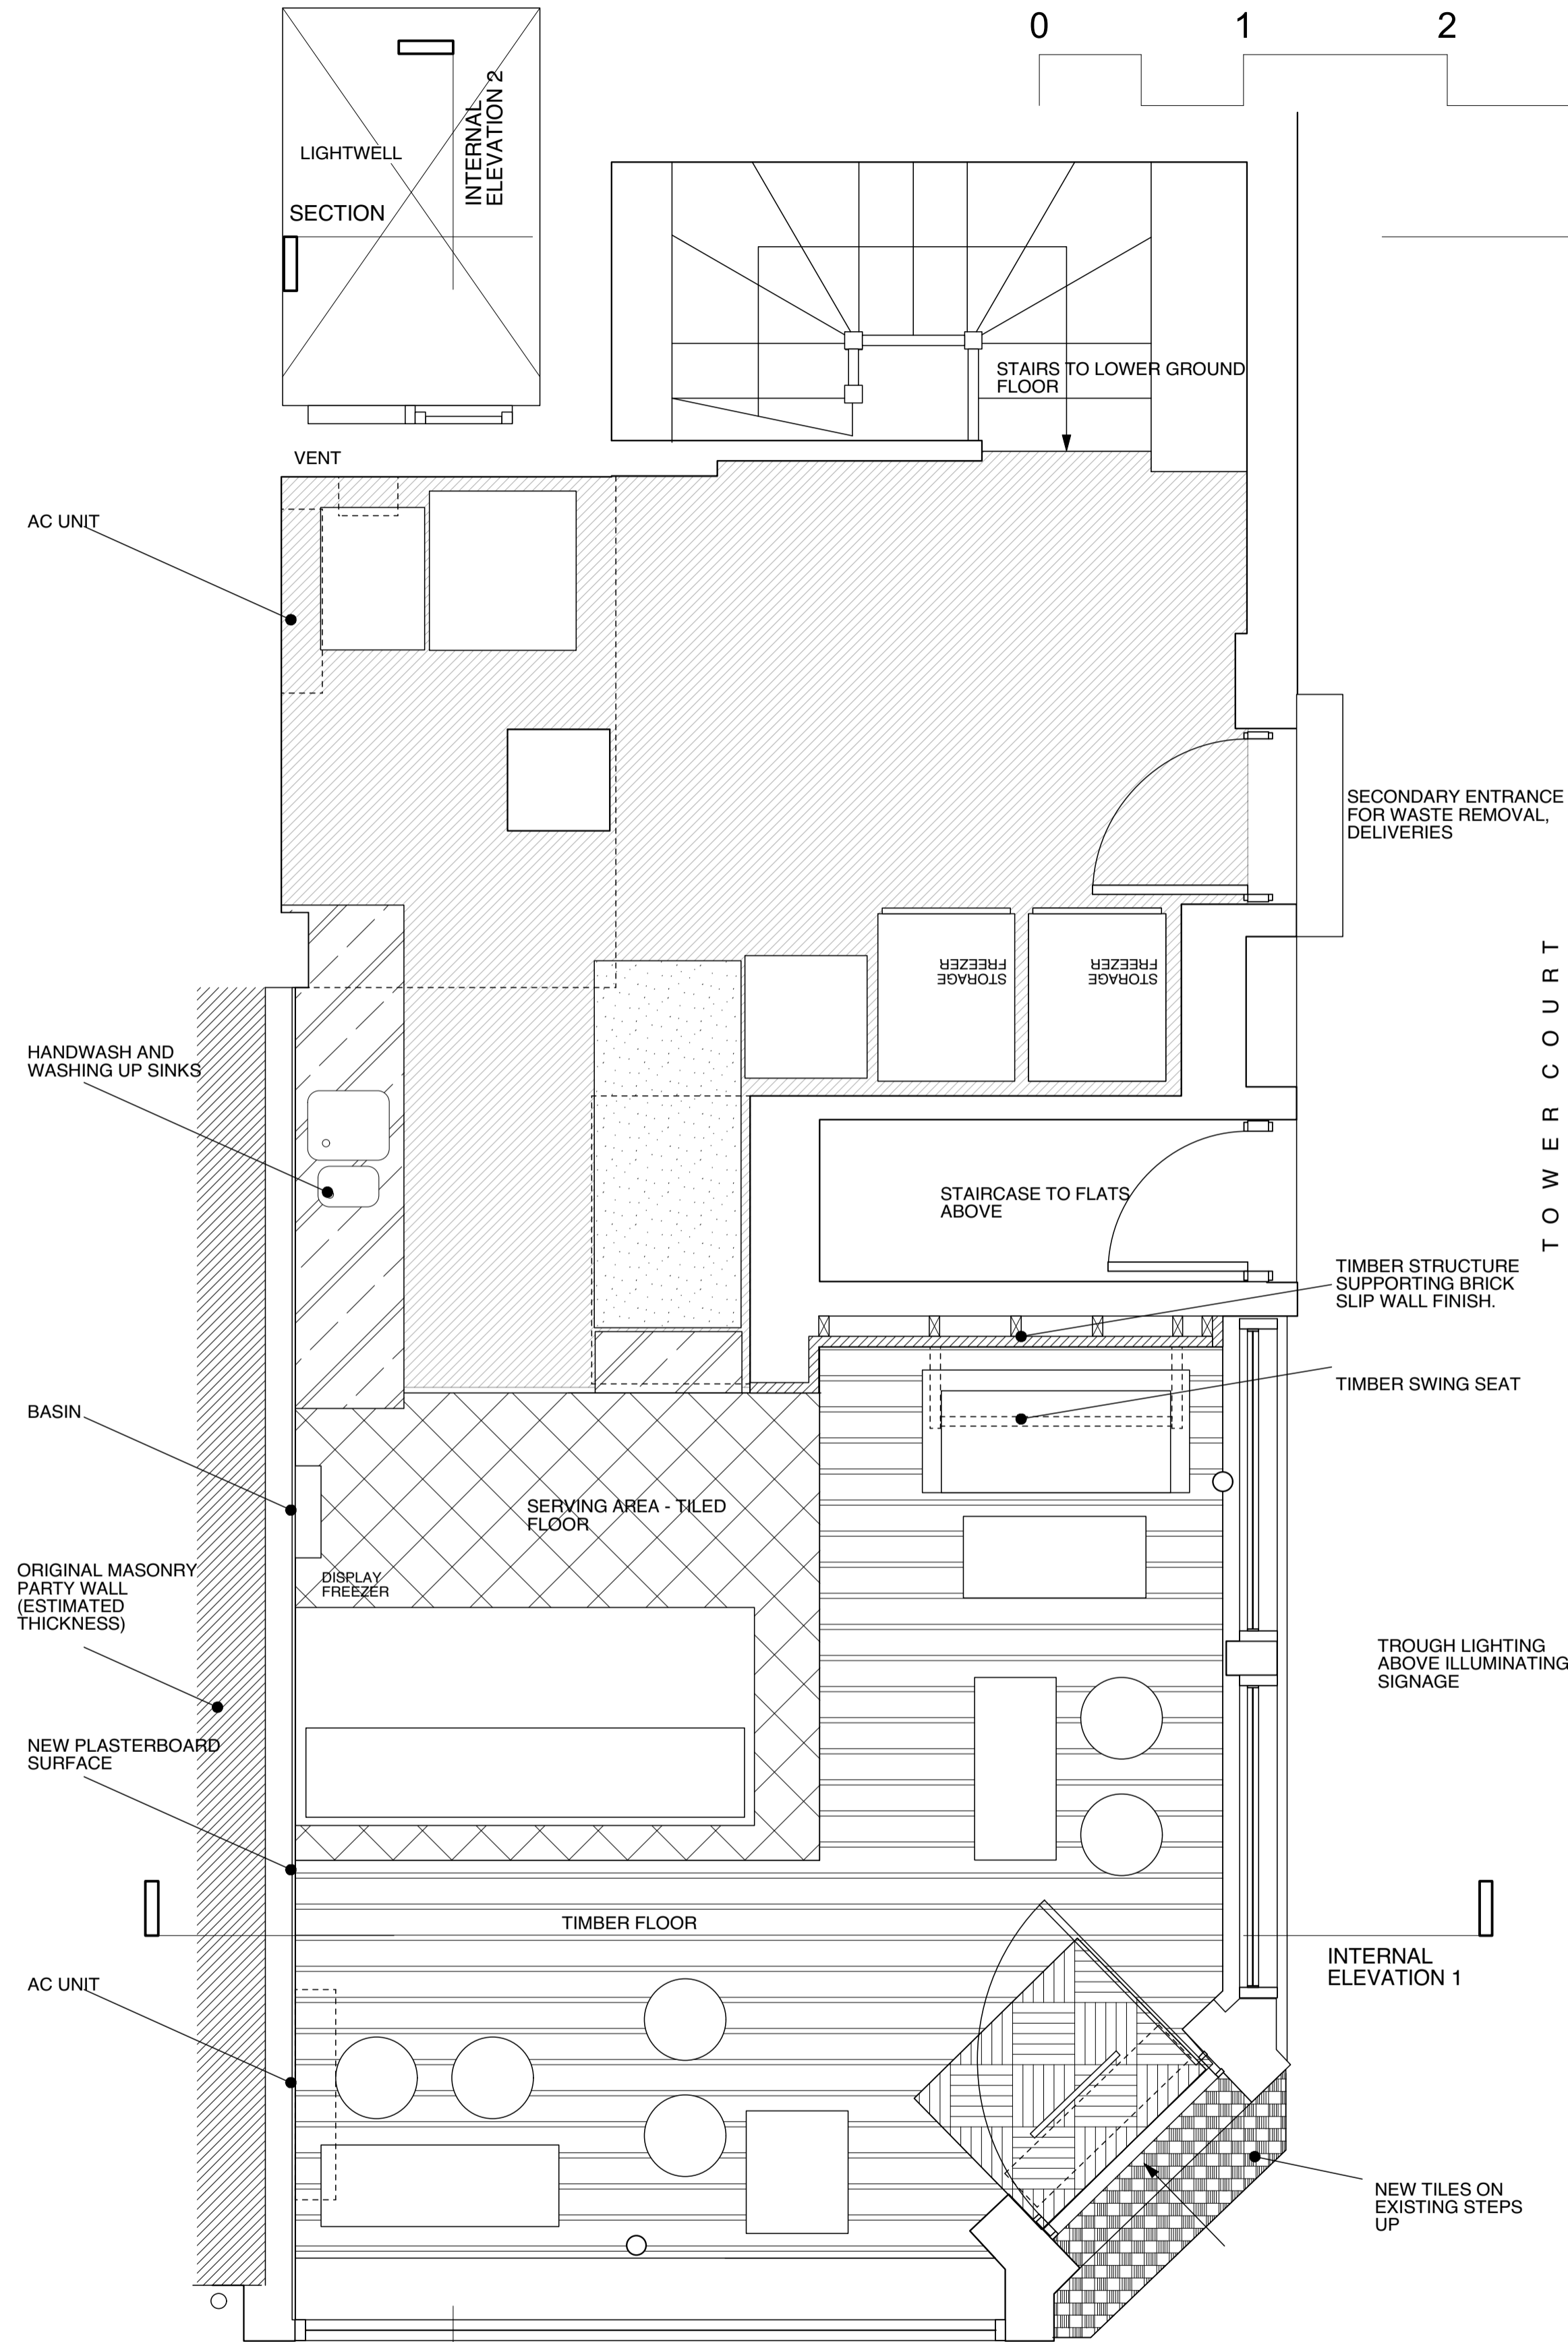 0 1 2
INTERNAL
ELEVATION 2
LIGHTWELL
SECTION
STAIRS TO LOWER GROUND
FLOOR
VENT
AC UNIT
SECONDARY ENTRANCE
FOR WASTE REMOVAL,
DELIVERIES
STORAGE
FREEZER
STORAGE
FREEZER
TOWER COURT
HANDWASH AND
WASHING UP SINKS
STAIRCASE TO FLATS
ABOVE
TIMBER STRUCTURE
SUPPORTING BRICK
SLIP WALL FINISH.
TIMBER SWING SEAT
BASIN
SERVING AREA - TILED
FLOOR
DISPLAY
FREEZER
ORIGINAL MASONRY
PARTY WALL
(ESTIMATED
THICKNESS)
TROUGH LIGHTING
ABOVE ILLUMINATING
SIGNAGE
NEW PLASTERBOARD
SURFACE
TIMBER FLOOR
INTERNAL
ELEVATION 1
AC UNIT
NEW TILES ON
EXISTING STEPS
UP